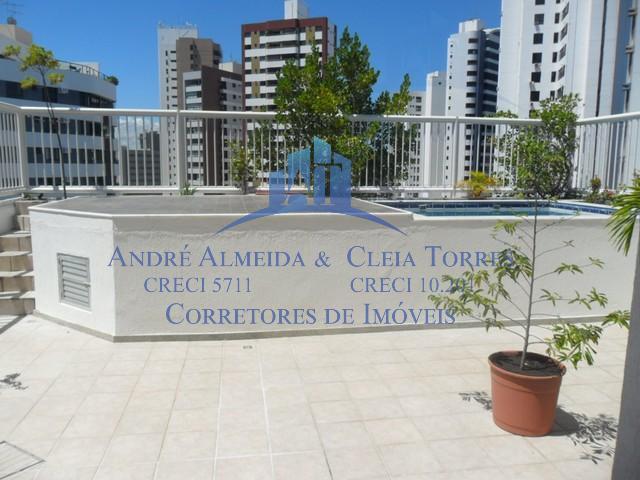 ANDRÉ ALMEIDA & CLEIA TORRES
CRECI 5711 CRECI 10.201
CORRETORES DE IMÓVEIS